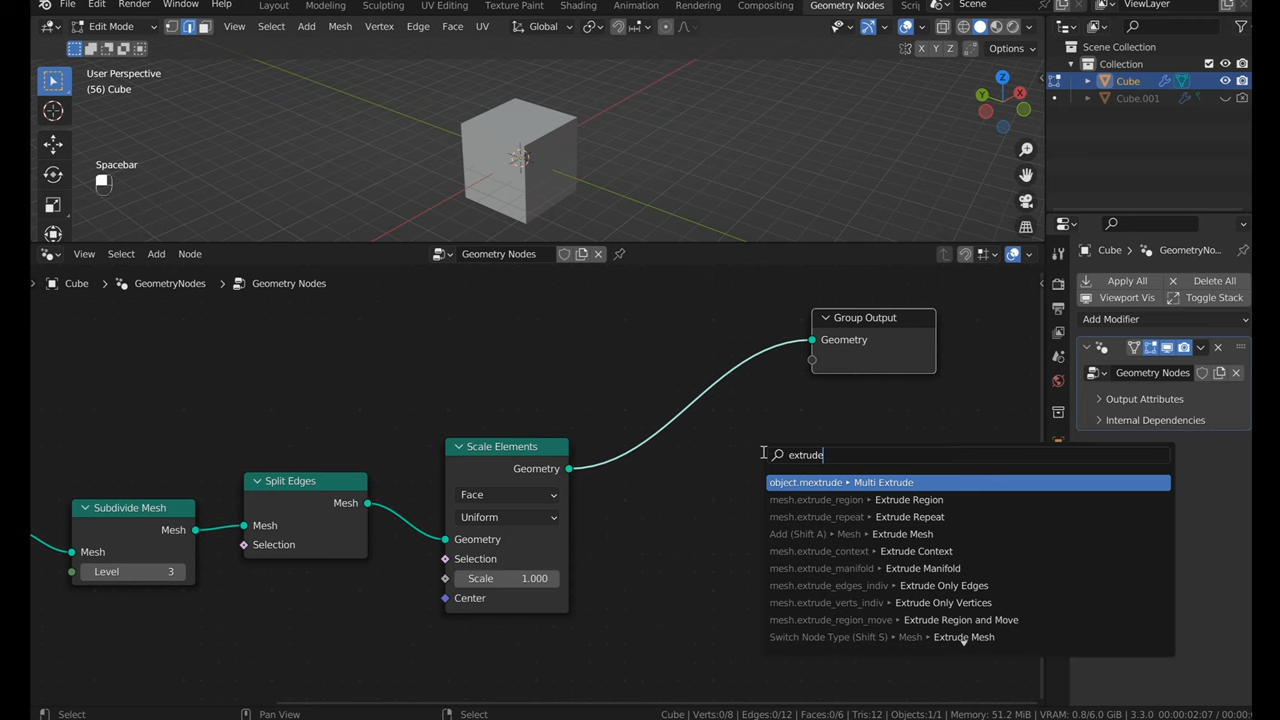 File Edit Render Window Help Layout Modeling Sculpting UV Editing Texture Paint Shading Animation Rendering Compositing Geometry Nodes Scrip Scene ViewLayer
Edit Mode View Select Add Mesh Vertex Edge Face UV Global
X Y Z Options
User Perspective
(56) Cube
Spacebar
Z
Y
X
Scene Collection
Collection
Cube
Cube.001
View Select Add Node Geometry Nodes
Cube GeometryNodes Geometry Nodes
Subdivide Mesh
Mesh
Mesh
Level 3
Split Edges
Mesh
Mesh
Selection
Scale Elements
Geometry
Face
Uniform
Geometry
Selection
Scale 1.000
Center
Group Output
Geometry
extrude
object.mextrude ▸ Multi Extrude
mesh.extrude_region ▸ Extrude Region
mesh.extrude_repeat ▸ Extrude Repeat
Add (Shift A) ▸ Mesh ▸ Extrude Mesh
mesh.extrude_context ▸ Extrude Context
mesh.extrude_manifold ▸ Extrude Manifold
mesh.extrude_edges_indiv ▸ Extrude Only Edges
mesh.extrude_verts_indiv ▸ Extrude Only Vertices
mesh.extrude_region_move ▸ Extrude Region and Move
Switch Node Type (Shift S) ▸ Mesh ▸ Extrude Mesh
Cube GeometryNo...
Apply All Delete All
Viewport Vis Toggle Stack
Add Modifier
Geometry Nodes
Output Attributes
Internal Dependencies
Select Pan View Select Cube | Verts:0/8 | Edges:0/12 | Faces:0/6 | Tris:12 | Objects:1/1 | Memory: 51.2 MiB | VRAM: 0.8/6.0 GiB | 3.3.0 00:00:02:07 / 00:00: